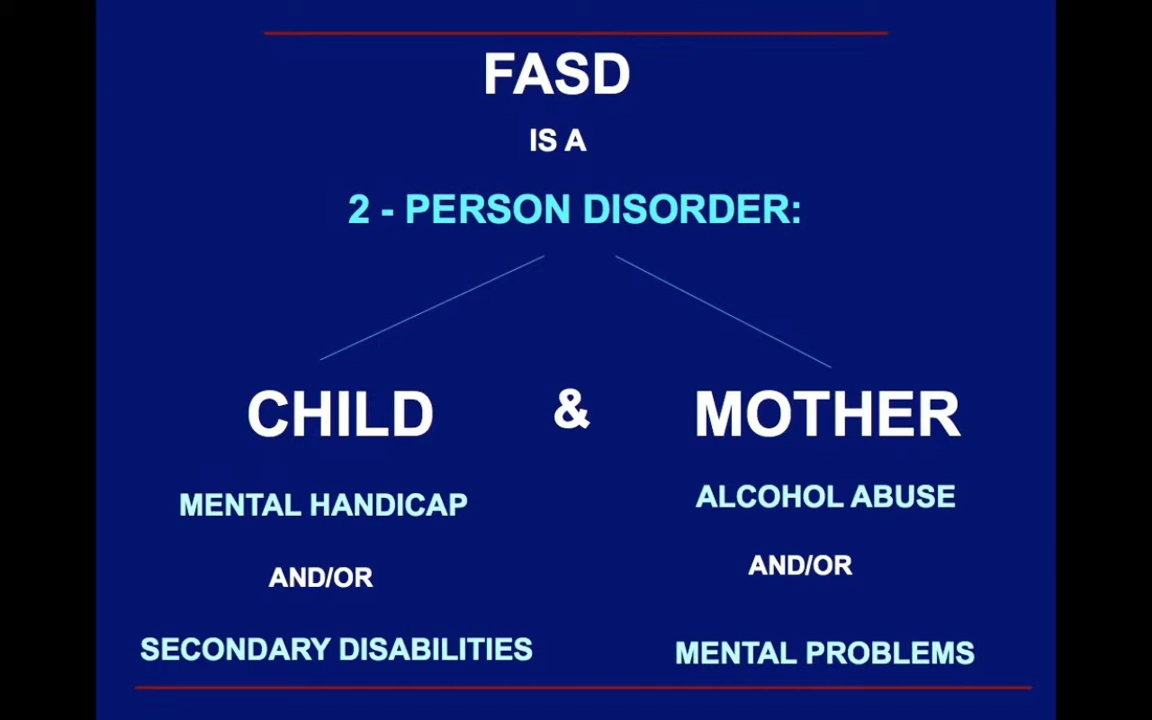 FASD
IS A
2 - PERSON DISORDER:
CHILD & MOTHER
MENTAL HANDICAP
ALCOHOL ABUSE
AND/OR
AND/OR
SECONDARY DISABILITIES
MENTAL PROBLEMS